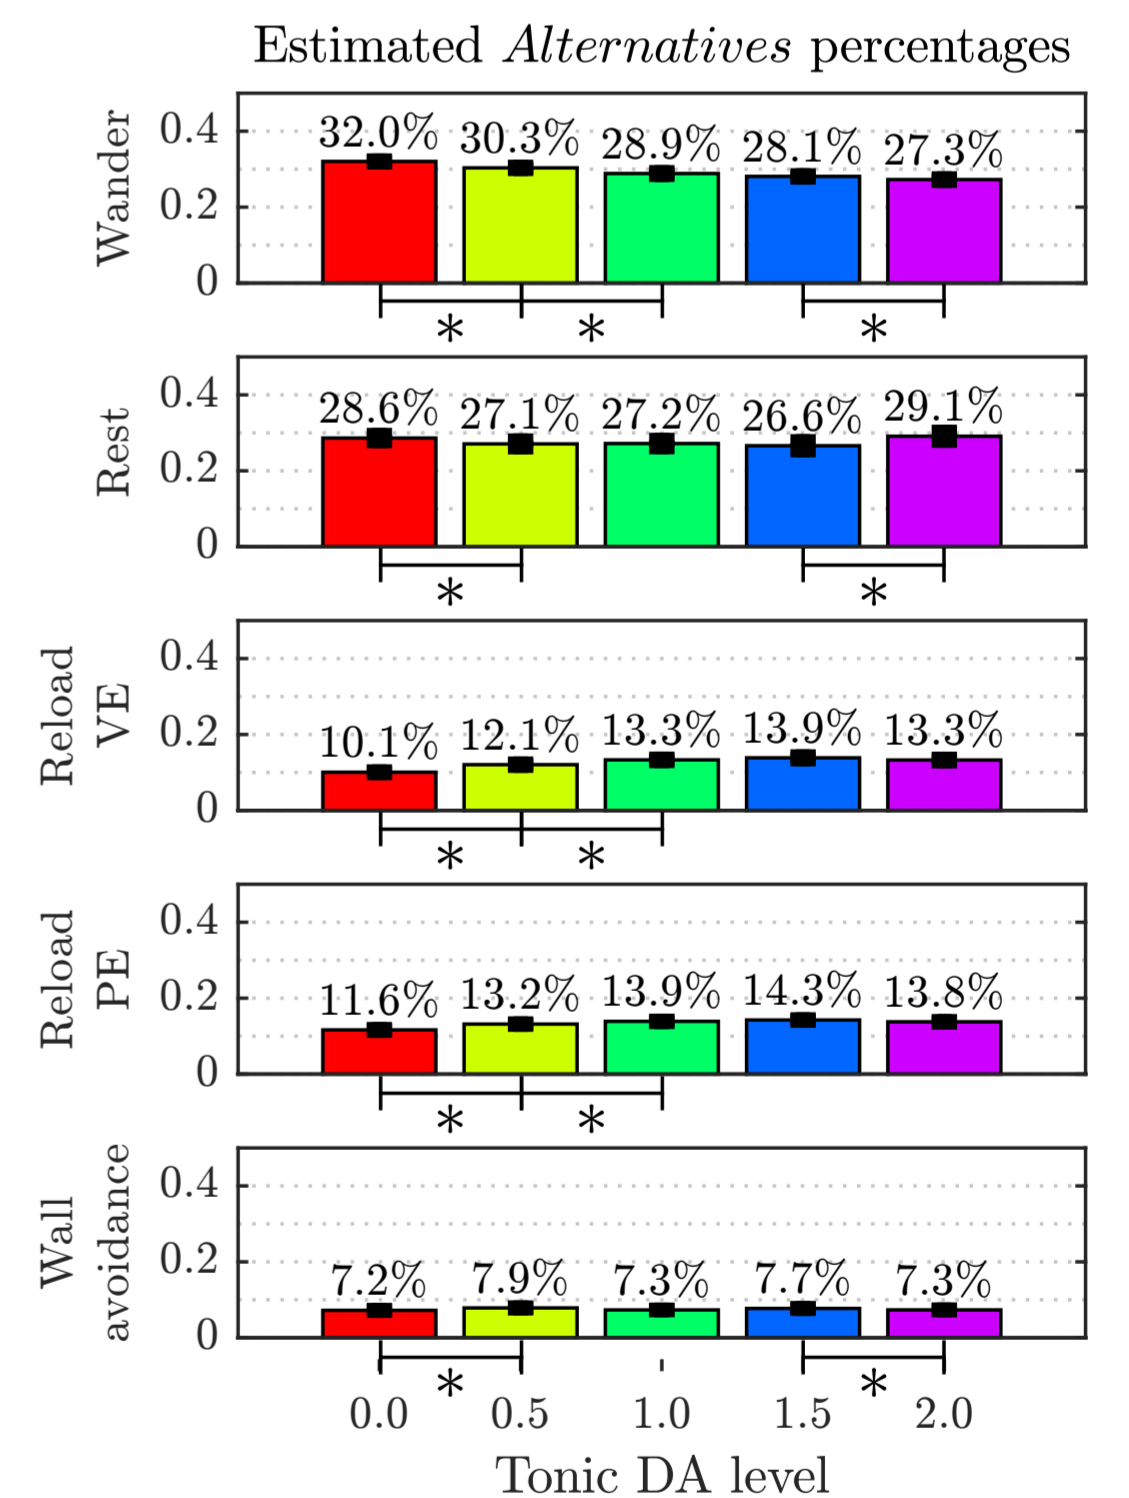 Estimated Alternatives percentages
Wander
0.4
0.2
0
32.0% 30.3% 28.9% 28.1% 27.3%
* * *
Rest
0.4
0.2
0
28.6% 27.1% 27.2% 26.6% 29.1%
* *
Reload
VE
0.4
0.2
0
10.1% 12.1% 13.3% 13.9% 13.3%
* *
Reload
PE
0.4
0.2
0
11.6% 13.2% 13.9% 14.3% 13.8%
* *
Wall
avoidance
0.4
0.2
0
7.2% 7.9% 7.3% 7.7% 7.3%
* *
0.0 0.5 1.0 1.5 2.0
Tonic DA level